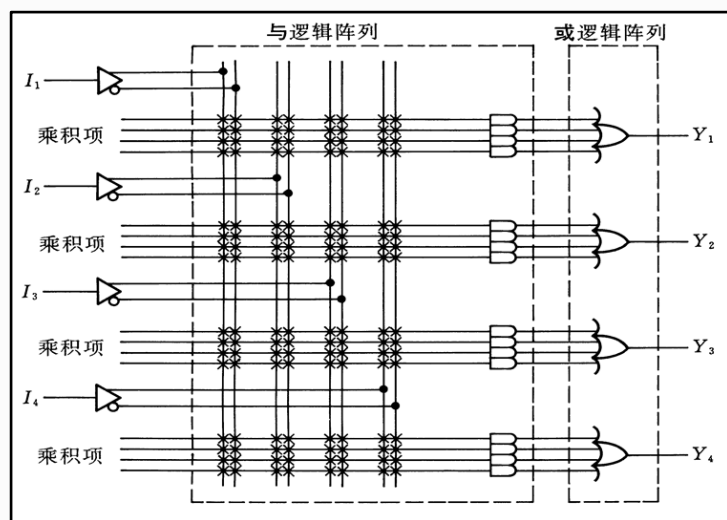 与逻辑阵列 或逻辑阵列
I₁
乘积项 Y₁
I₂
乘积项 Y₂
I₃
乘积项 Y₃
I₄
乘积项 Y₄